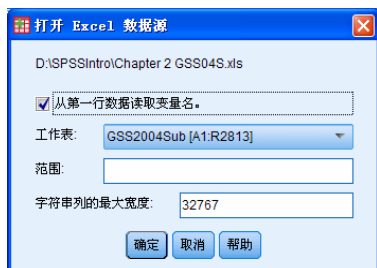 打开 Excel 数据源
D:\SPSSIntro\Chapter 2 GSS04S.xls
从第一行数据读取变量名。
工作表: GSS2004Sub [A1:R2813]
范围:
字符串列的最大宽度: 32767
确定 取消 帮助